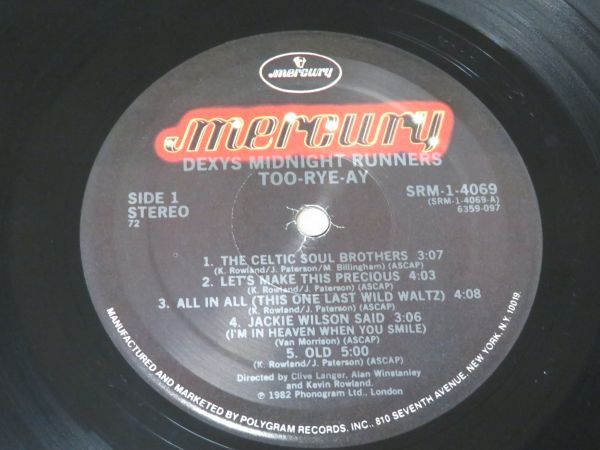 mercury
mercury
DEXYS MIDNIGHT RUNNERS
TOO-RYE-AY
SIDE 1
STEREO
72
SRM-1-4069
(SRM-1-4069-A)
6359-097
1. THE CELTIC SOUL BROTHERS 3:07
(K. Rowland/J. Paterson/M. Billingham) (ASCAP)
2. LET'S MAKE THIS PRECIOUS 4:03
(K. Rowland/J. Paterson) (ASCAP)
3. ALL IN ALL (THIS ONE LAST WILD WALTZ) 4:08
(K. Rowland/J. Paterson) (ASCAP)
4. JACKIE WILSON SAID 3:06
(I'M IN HEAVEN WHEN YOU SMILE)
(Van Morrison) (ASCAP)
5. OLD 5:00
(K. Rowland/J. Paterson) (ASCAP)
Directed by Clive Langer, Alan Winstanley
and Kevin Rowland.
℗ 1982 Phonogram Ltd., London
MANUFACTURED AND MARKETED BY POLYGRAM RECORDS, INC., 810 SEVENTH AVENUE, NEW YORK, N.Y. 10019.